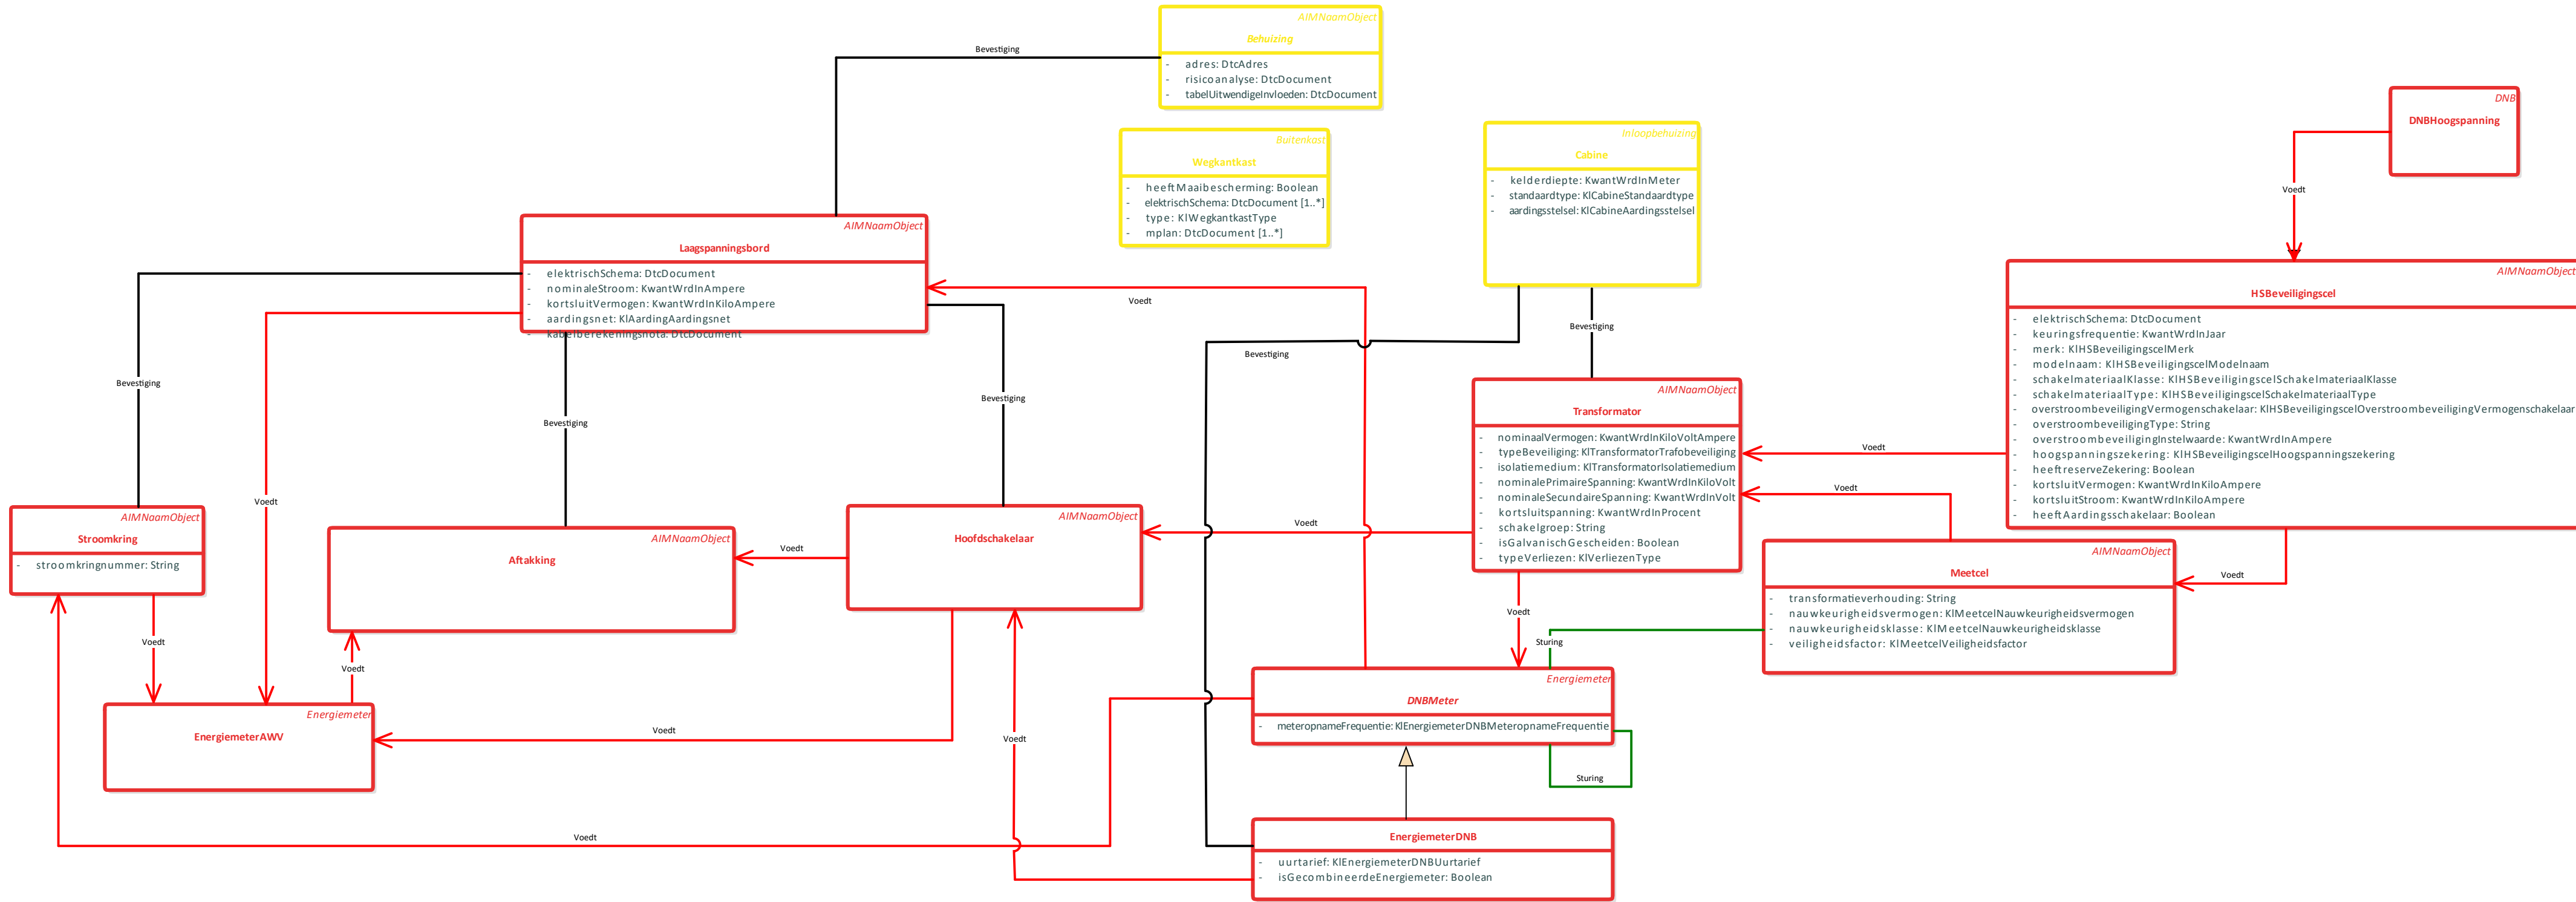 AIMNaamObject
Behuizing
- adres: DtcAdres
- risicoanalyse: DtcDocument
- tabelUitwendigeInvloeden: DtcDocument
Bevestiging
Buitenkast
Wegkantkast
- heeftMaaibescherming: Boolean
- elektrischSchema: DtcDocument [1..*]
- type: KlWegkantkastType
- mplan: DtcDocument [1..*]
Inloopbehuizing
Cabine
- kelderdiepte: KwantWrdInMeter
- standaardtype: KlCabineStandaardtype
- aardingsstelsel: KlCabineAardingsstelsel
DNB
DNBHoogspanning
Voedt
AIMNaamObject
Laagspanningsbord
- elektrischSchema: DtcDocument
- nominaleStroom: KwantWrdInAmpere
- kortsluitVermogen: KwantWrdInKiloAmpere
- aardingsnet: KlAardingAardingsnet
- kabelberekeningsnota: DtcDocument
Voedt
Bevestiging
Bevestiging
Bevestiging
Bevestiging
Bevestiging
AIMNaamObject
HSBeveiligingscel
- elektrischSchema: DtcDocument
- keuringsfrequentie: KwantWrdInJaar
- merk: KlHSBeveiligingscelMerk
- modelnaam: KlHSBeveiligingscelModelnaam
- schakelmateriaalKlasse: KlHSBeveiligingscelSchakelmateriaalKlasse
- schakelmateriaalType: KlHSBeveiligingscelSchakelmateriaalType
- overstroombeveiligingVermogenschakelaar: KlHSBeveiligingscelOverstroombeveiligingVermogenschakelaar
- overstroombeveiligingType: String
- overstroombeveiligingInstelwaarde: KwantWrdInAmpere
- hoogspanningszekering: KlHSBeveiligingscelHoogspanningszekering
- heeftreserveZekering: Boolean
- kortsluitVermogen: KwantWrdInKiloAmpere
- kortsluitStroom: KwantWrdInKiloAmpere
- heeftAardingsschakelaar: Boolean
AIMNaamObject
Transformator
- nominaalVermogen: KwantWrdInKiloVoltAmpere
- typeBeveiliging: KlTransformatorTrafobeveiliging
- isolatiemedium: KlTransformatorIsolatiemedium
- nominalePrimaireSpanning: KwantWrdInKiloVolt
- nominaleSecundaireSpanning: KwantWrdInVolt
- kortsluitspanning: KwantWrdInProcent
- schakelgroep: String
- isGalvanischGescheiden: Boolean
- typeVerliezen: KlVerliezenType
Voedt
Voedt
Voedt
Voedt
AIMNaamObject
Stroomkring
- stroomkringnummer: String
AIMNaamObject
Aftakking
Voedt
AIMNaamObject
Hoofdschakelaar
Voedt
AIMNaamObject
Meetcel
- transformatieverhouding: String
- nauwkeurigheidsvermogen: KlMeetcelNauwkeurigheidsvermogen
- nauwkeurigheidsklasse: KlMeetcelNauwkeurigheidsklasse
- veiligheidsfactor: KlMeetcelVeiligheidsfactor
Voedt
Voedt
Voedt
Sturing
Energiemeter
EnergiemeterAWV
Voedt
Voedt
Energiemeter
DNBMeter
- meteropnameFrequentie: KlEnergiemeterDNBMeteropnameFrequentie
Sturing
Voedt
EnergiemeterDNB
- uurtarief: KlEnergiemeterDNBUurtarief
- isGecombineerdeEnergiemeter: Boolean